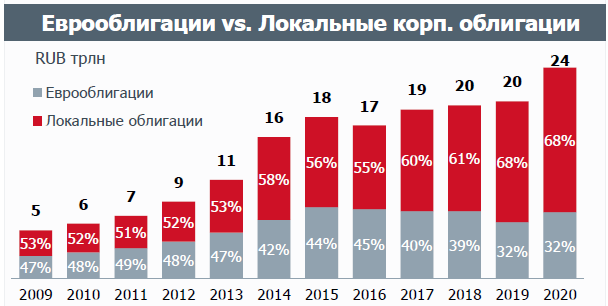 Еврооблигации vs. Локальные корп. облигации
RUB трлн
Еврооблигации
Локальные облигации
5 6 7 9 11 16 18 17 19 20 20 24
53% 52% 51% 52% 53% 58% 56% 55% 60% 61% 68% 68%
47% 48% 49% 48% 47% 42% 44% 45% 40% 39% 32% 32%
2009 2010 2011 2012 2013 2014 2015 2016 2017 2018 2019 2020